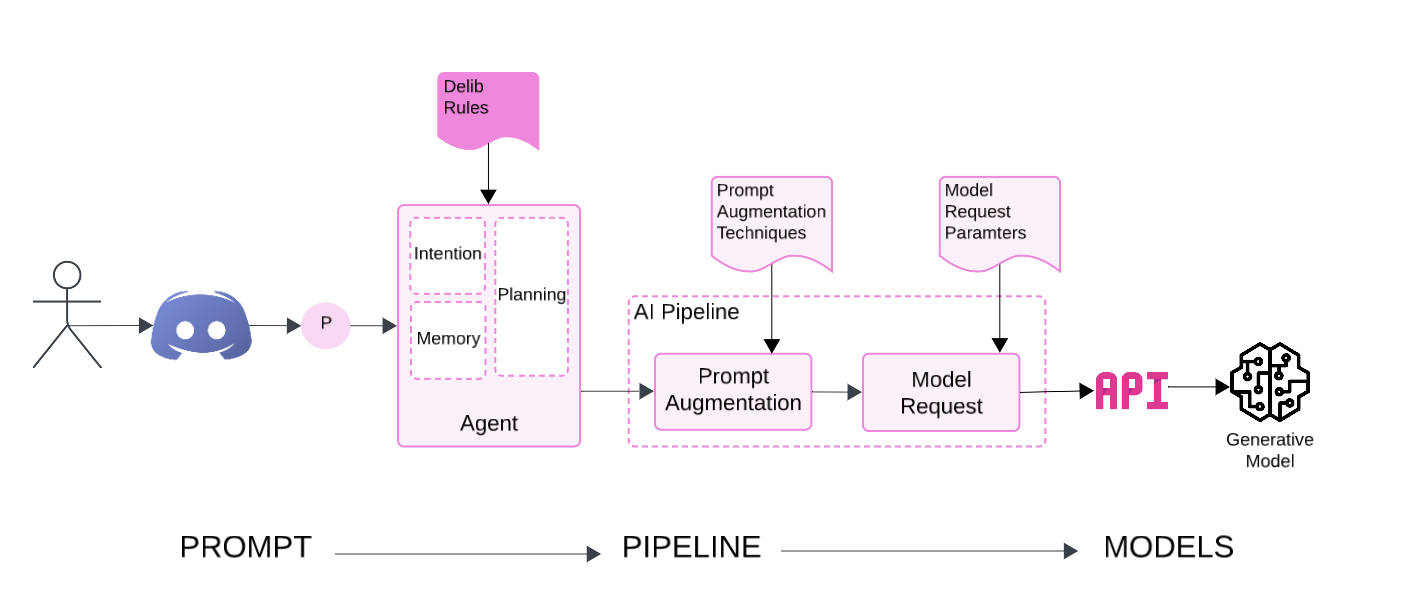 Delib
Rules
Prompt
Augmentation
Techniques
Model
Request
Paramters
Intention
Planning
Memory
Agent
P
AI Pipeline
Prompt
Augmentation
Model
Request
API
Generative
Model
PROMPT
PIPELINE
MODELS